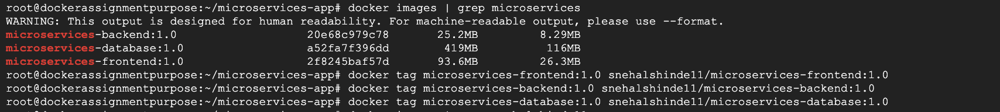 root@dockerassignmentpurpose:~/microservices-app# docker images | grep microservices
WARNING: This output is designed for human readability. For machine-readable output, please use --format.
microservices-backend:1.0 20e68c979c78 25.2MB 8.29MB
microservices-database:1.0 a52fa7f396dd 419MB 116MB
microservices-frontend:1.0 2f8245baf57d 93.6MB 26.3MB
root@dockerassignmentpurpose:~/microservices-app# docker tag microservices-frontend:1.0 snehalshinde11/microservices-frontend:1.0
root@dockerassignmentpurpose:~/microservices-app# docker tag microservices-backend:1.0 snehalshinde11/microservices-backend:1.0
root@dockerassignmentpurpose:~/microservices-app# docker tag microservices-database:1.0 snehalshinde11/microservices-database:1.0